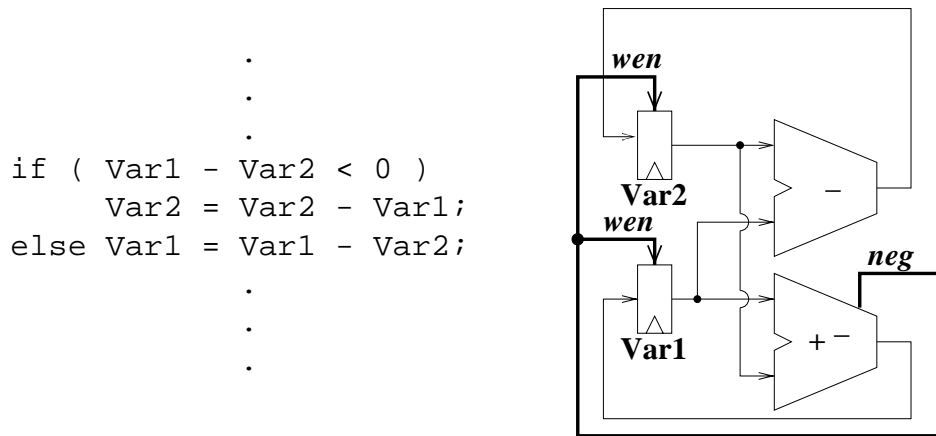 .
.
.
if ( Var1 - Var2 < 0 )
Var2 = Var2 - Var1;
else Var1 = Var1 - Var2;
.
.
.
wen
Var2
−
wen
neg
Var1
+ −